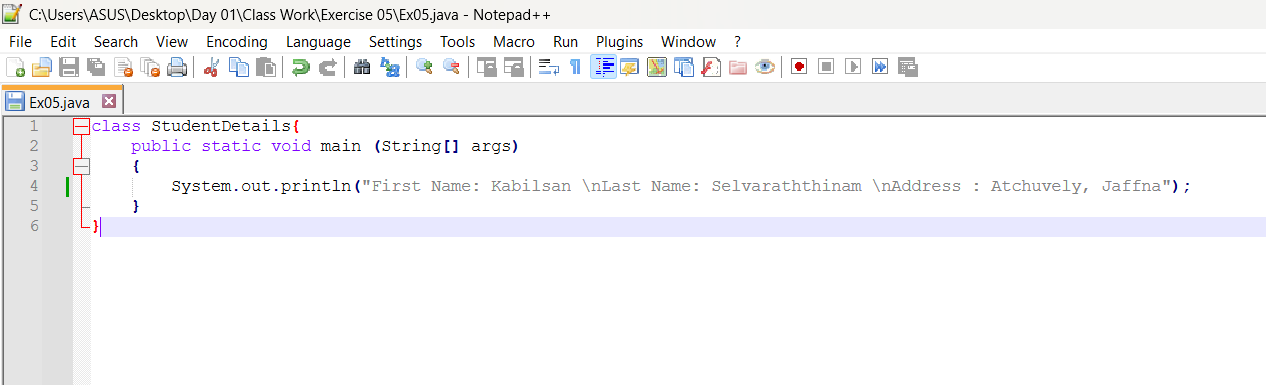 C:\Users\ASUS\Desktop\Day 01\Class Work\Exercise 05\Ex05.java - Notepad++
File Edit Search View Encoding Language Settings Tools Macro Run Plugins Window ?
Ex05.java
1 class StudentDetails{
2     public static void main (String[] args)
3     {
4         System.out.println("First Name: Kabilsan \nLast Name: Selvaraththinam \nAddress : Atchuvely, Jaffna");
5     }
6 }